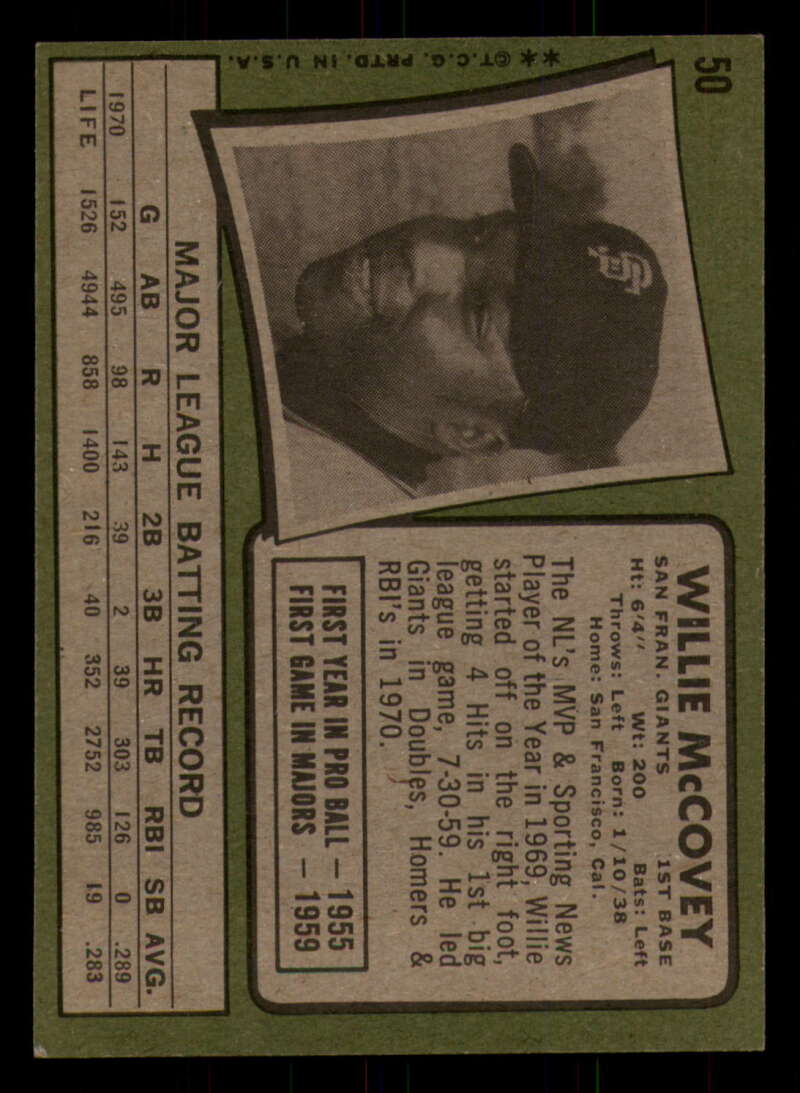 50
**©T.C.G. PRTD. IN U.S.A.
SF
WILLIE McCOVEY
SAN FRAN. GIANTS 1ST BASE
Ht: 6'4" Wt: 200 Bats: Left
Throws: Left Born: 1/10/38
Home: San Francisco, Cal.
The NL's MVP & Sporting News
Player of the Year in 1969, Willie
started off on the right foot,
getting 4 Hits in his 1st big
league game, 7-30-59. He led
Giants in Doubles, Homers &
RBI's in 1970.
FIRST YEAR IN PRO BALL — 1955
FIRST GAME IN MAJORS — 1959
MAJOR LEAGUE BATTING RECORD
G AB R H 2B 3B HR TB RBI SB AVG.
1970 152 495 98 143 39 2 39 303 126 0 .289
LIFE 1526 4944 858 1400 216 40 352 2752 985 19 .283